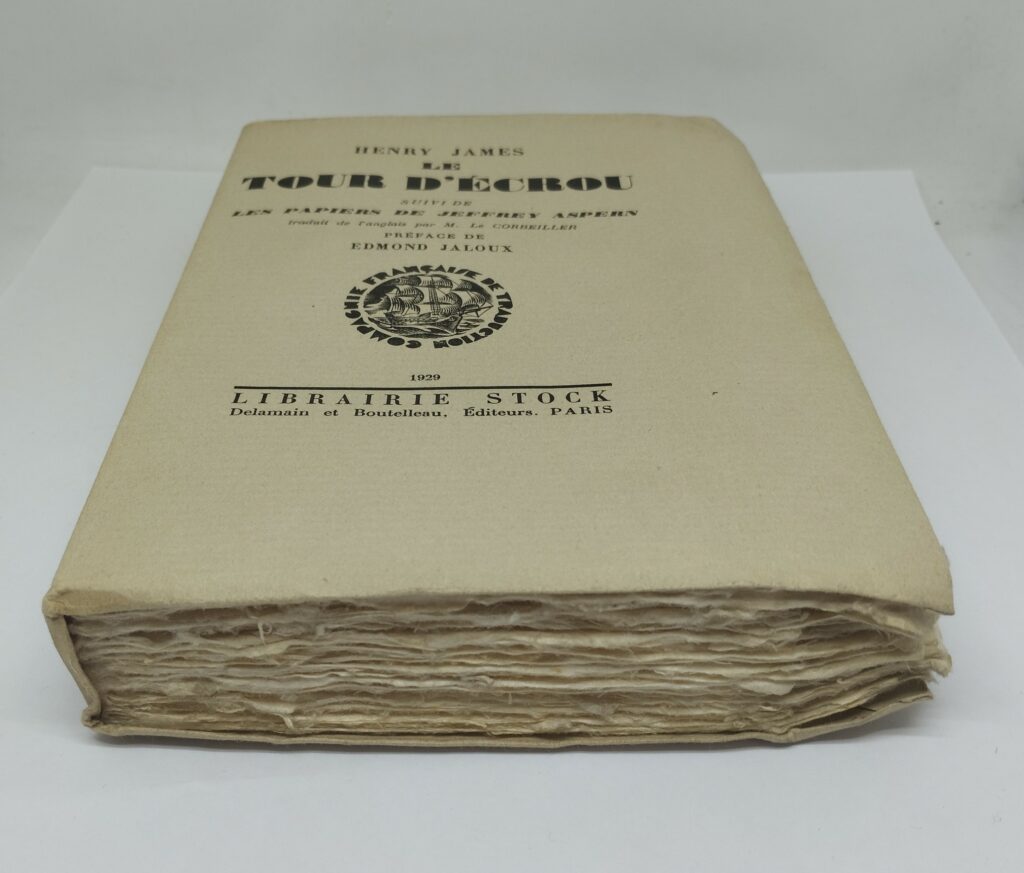 HENRY JAMES
LE
TOUR D'ÉCROU
SUIVI DE
LES PAPIERS DE JEFFREY ASPERN
traduit de l'anglais par M. Le CORBEILLER
PRÉFACE DE
EDMOND JALOUX
COMPAGNIE FRANÇAISE DE TRADUCTION
1929
LIBRAIRIE STOCK
Delamain et Boutelleau, Éditeurs. PARIS